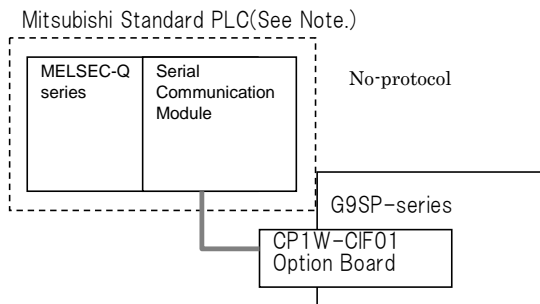 Mitsubishi Standard PLC(See Note.)
MELSEC-Q
series
Serial
Communication
Module
No-protocol
G9SP-series
CP1W-CIF01
Option Board